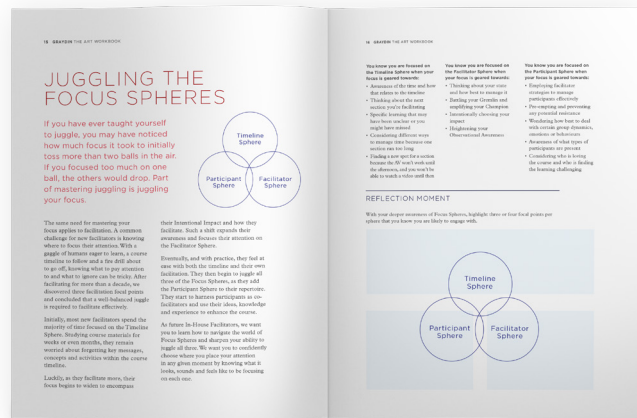 16 GRAYDIN THE ART WORKBOOK
JUGGLING THE
FOCUS SPHERES
If you have ever taught yourself
to juggle, you may have noticed
how much focus it took to initially
toss more than two balls in the air.
If you focused too much on one
ball, the others would drop. Part
of mastering juggling is juggling
your focus.
Timeline
Sphere
Participant
Sphere
Facilitator
Sphere
The same need for mastering your
focus applies to facilitation. A common
challenge for new facilitators is knowing
where to focus their attention. With a
gaggle of humans eager to learn, a course
timeline to follow and a fire drill about
to go off, knowing what to pay attention
to and what to ignore can be tricky. After
facilitating for more than a decade, we
discovered three facilitation focal points
and concluded that a well-balanced juggle
is required to facilitate effectively.
Initially, most new facilitators spend the
majority of time focused on the Timeline
Sphere. Studying course materials for
weeks or even months, they remain
worried about forgetting key messages,
concepts and activities within the course
timeline.
Luckily, as they facilitate more, their
focus begins to widen to encompass
their Intentional Impact and how they
facilitate. Such a shift expands their
awareness and focuses their attention on
the Facilitator Sphere.
Eventually, and with practice, they feel at
ease with both the timeline and their own
facilitation. They then begin to juggle all
three of the Focus Spheres, as they add
the Participant Sphere to their repertoire.
They start to harness participants as co-
facilitators and use their ideas, knowledge
and experience to enhance the course.
As future In-House Facilitators, we want
you to learn how to navigate the world of
Focus Spheres and sharpen your ability to
toggle all three. We want you to confidently
choose where you place your attention
in any given moment by knowing what it
looks, sounds and feels like to be focusing
on each one.
GRAYDIN THE ART WORKBOOK
You know you are focused on
the Timeline Sphere when your
focus is geared towards:
• Awareness of the time and how
that relates to the timeline
• Thinking about the next
section you're facilitating
• Specific learning that may
have been unclear or you
might have missed
• Considering different ways
to manage time because one
section ran too long
• Finding a new spot for a section
because the AV won't work until
the afternoon, and you won't be
able to watch a video until then
You know you are focused on
the Facilitator Sphere when your
focus is geared towards:
• Thinking about your state
and how best to manage it
• Battling your Gremlin and
amplifying your Champion
• Intentionally choosing your
impact
• Heightening your
Observational Awareness
You know you are focused on
the Participant Sphere when your
focus is geared towards:
• Employing facilitator
strategies to manage
participants effectively
• Pre-empting and preventing
any potential resistance
• Wondering how best to deal
with certain group dynamics,
emotions or behaviours
• Awareness of what types of
participants are present
• Considering who is loving
the course and who is finding
the learning challenging
REFLECTION MOMENT
With your deeper awareness of Focus Spheres, highlight three or four focal points per
sphere that you know you are likely to engage with.
Timeline
Sphere
Participant
Sphere
Facilitator
Sphere